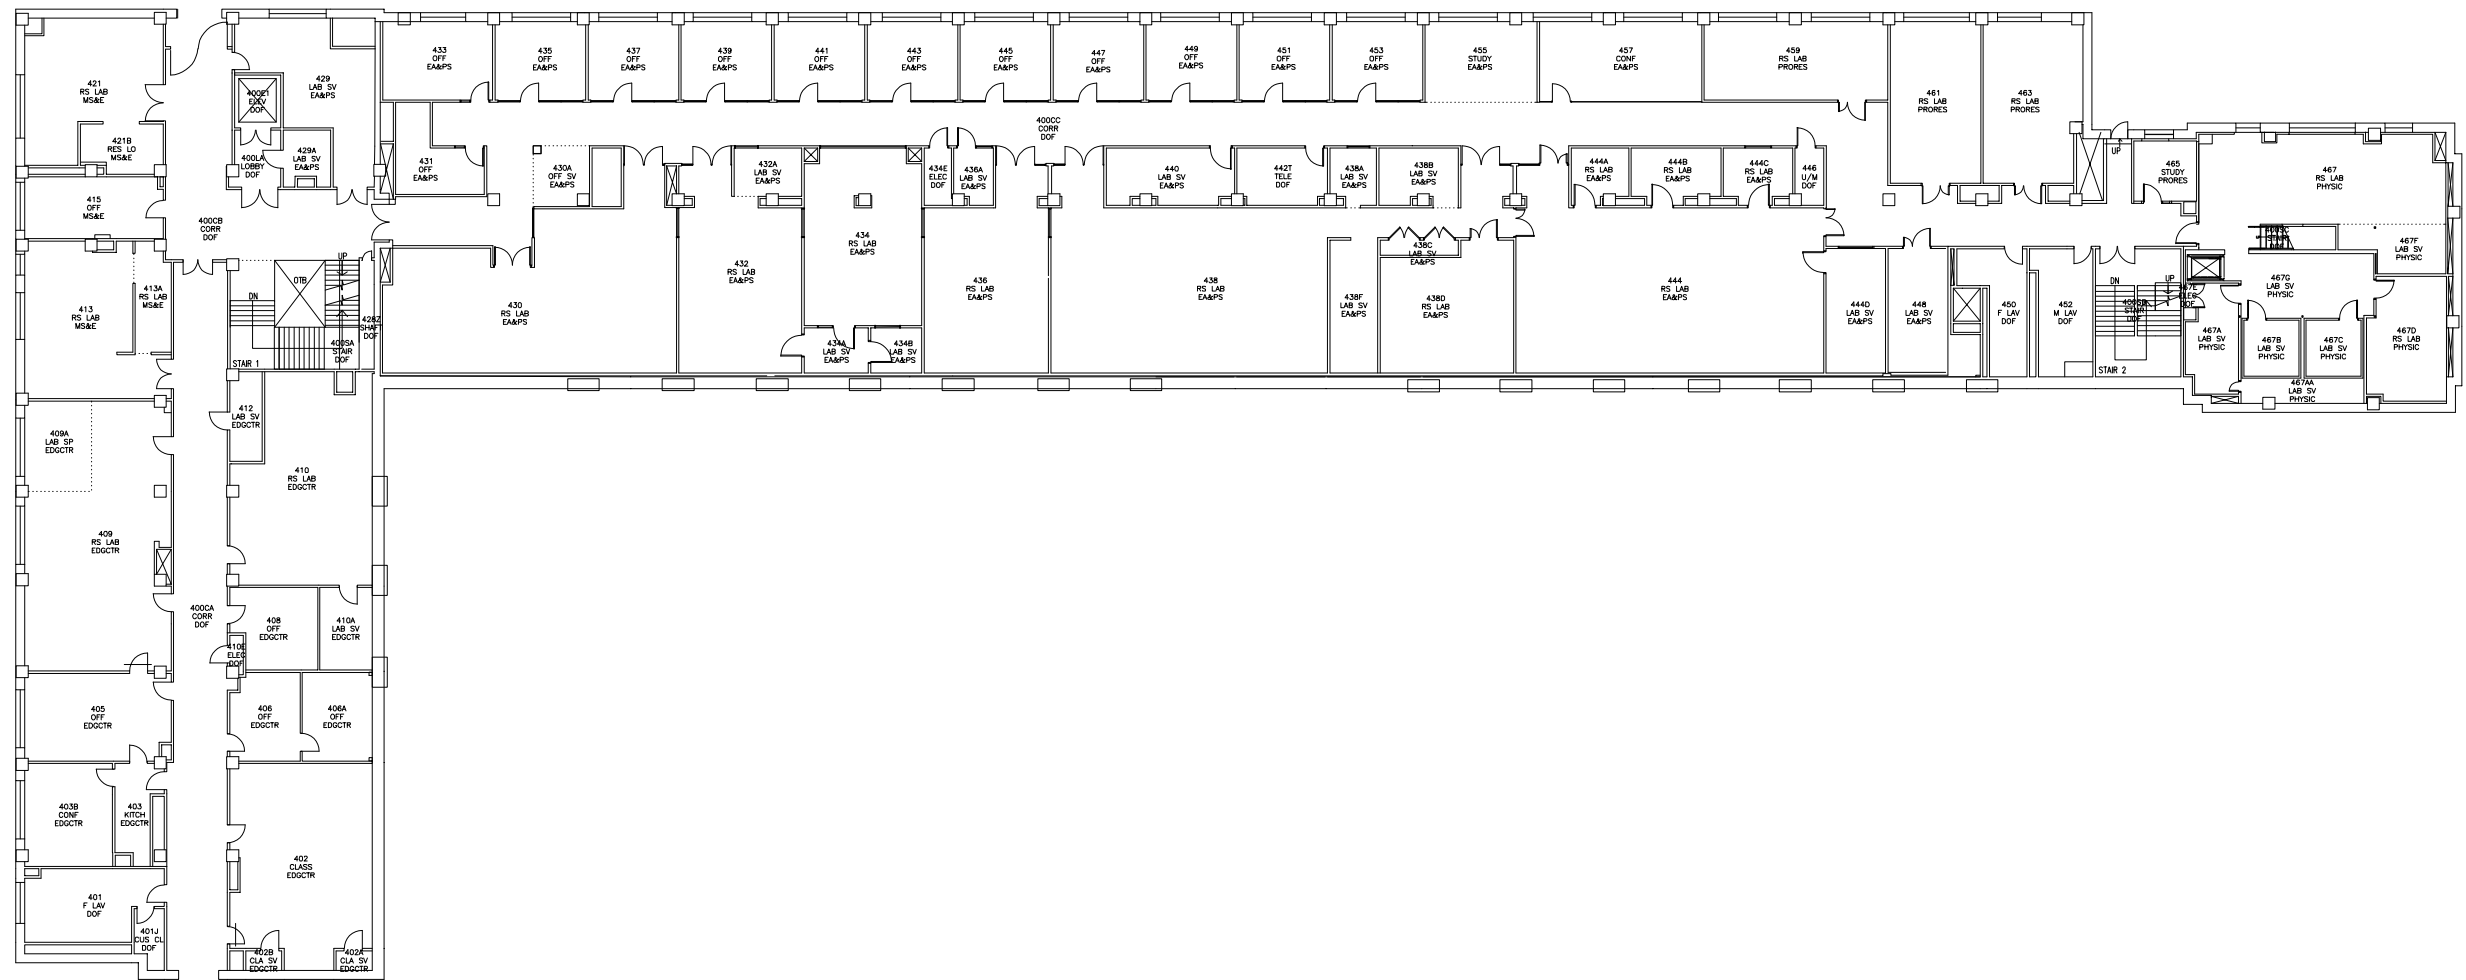 433
OFF
EA&PS
435
OFF
EA&PS
437
OFF
EA&PS
439
OFF
EA&PS
441
OFF
EA&PS
443
OFF
EA&PS
445
OFF
EA&PS
447
OFF
EA&PS
449
OFF
EA&PS
451
OFF
EA&PS
453
OFF
EA&PS
455
STUDY
EA&PS
457
CONF
EA&PS
459
RS LAB
PRORES
461
RS LAB
PRORES
463
RS LAB
PRORES
421
RS LAB
MS&E
429
LAB SV
EA&PS
400E1
ELEV
DOF
421B
RES LO
MS&E
400LA
LOBBY
DOF
429A
LAB SV
EA&PS
431
OFF
EA&PS
430A
OFF SV
EA&PS
432A
LAB SV
EA&PS
400CC
CORR
DOF
434E
ELEC
DOF
436A
LAB SV
EA&PS
440
LAB SV
EA&PS
442T
TELE
DOF
438A
LAB SV
EA&PS
438B
LAB SV
EA&PS
444A
RS LAB
EA&PS
444B
RS LAB
EA&PS
444C
RS LAB
EA&PS
446
U/M
DOF
UP
465
STUDY
PRORES
467
RS LAB
PHYSIC
415
OFF
MS&E
400CB
CORR
DOF
434
RS LAB
EA&PS
400SC
STAIR
DOF
467F
LAB SV
PHYSIC
413A
RS LAB
MS&E
413
RS LAB
MS&E
OTB
UP
DN
428Z
SHAFT
DOF
400SA
STAIR
DOF
STAIR 1
430
RS LAB
EA&PS
432
RS LAB
EA&PS
434A
LAB SV
EA&PS
434B
LAB SV
EA&PS
436
RS LAB
EA&PS
438
RS LAB
EA&PS
438C
LAB SV
EA&PS
438F
LAB SV
EA&PS
438D
RS LAB
EA&PS
444
RS LAB
EA&PS
444D
LAB SV
EA&PS
448
LAB SV
EA&PS
450
F LAV
DOF
452
M LAV
DOF
DN
UP
400SB
STAIR
DOF
STAIR 2
467E
ELEC
DOF
467G
LAB SV
PHYSIC
467A
LAB SV
PHYSIC
467B
LAB SV
PHYSIC
467C
LAB SV
PHYSIC
467D
RS LAB
PHYSIC
467AA
LAB SV
PHYSIC
412
LAB SV
EDGCTR
409A
LAB SP
EDGCTR
410
RS LAB
EDGCTR
409
RS LAB
EDGCTR
400CA
CORR
DOF
408
OFF
EDGCTR
410A
LAB SV
EDGCTR
410E
ELEC
DOF
405
OFF
EDGCTR
406
OFF
EDGCTR
406A
OFF
EDGCTR
403B
CONF
EDGCTR
403
KITCH
EDGCTR
402
CLASS
EDGCTR
401
F LAV
DOF
401J
CUS CL
DOF
402B
CLA SV
EDGCTR
402A
CLA SV
EDGCTR